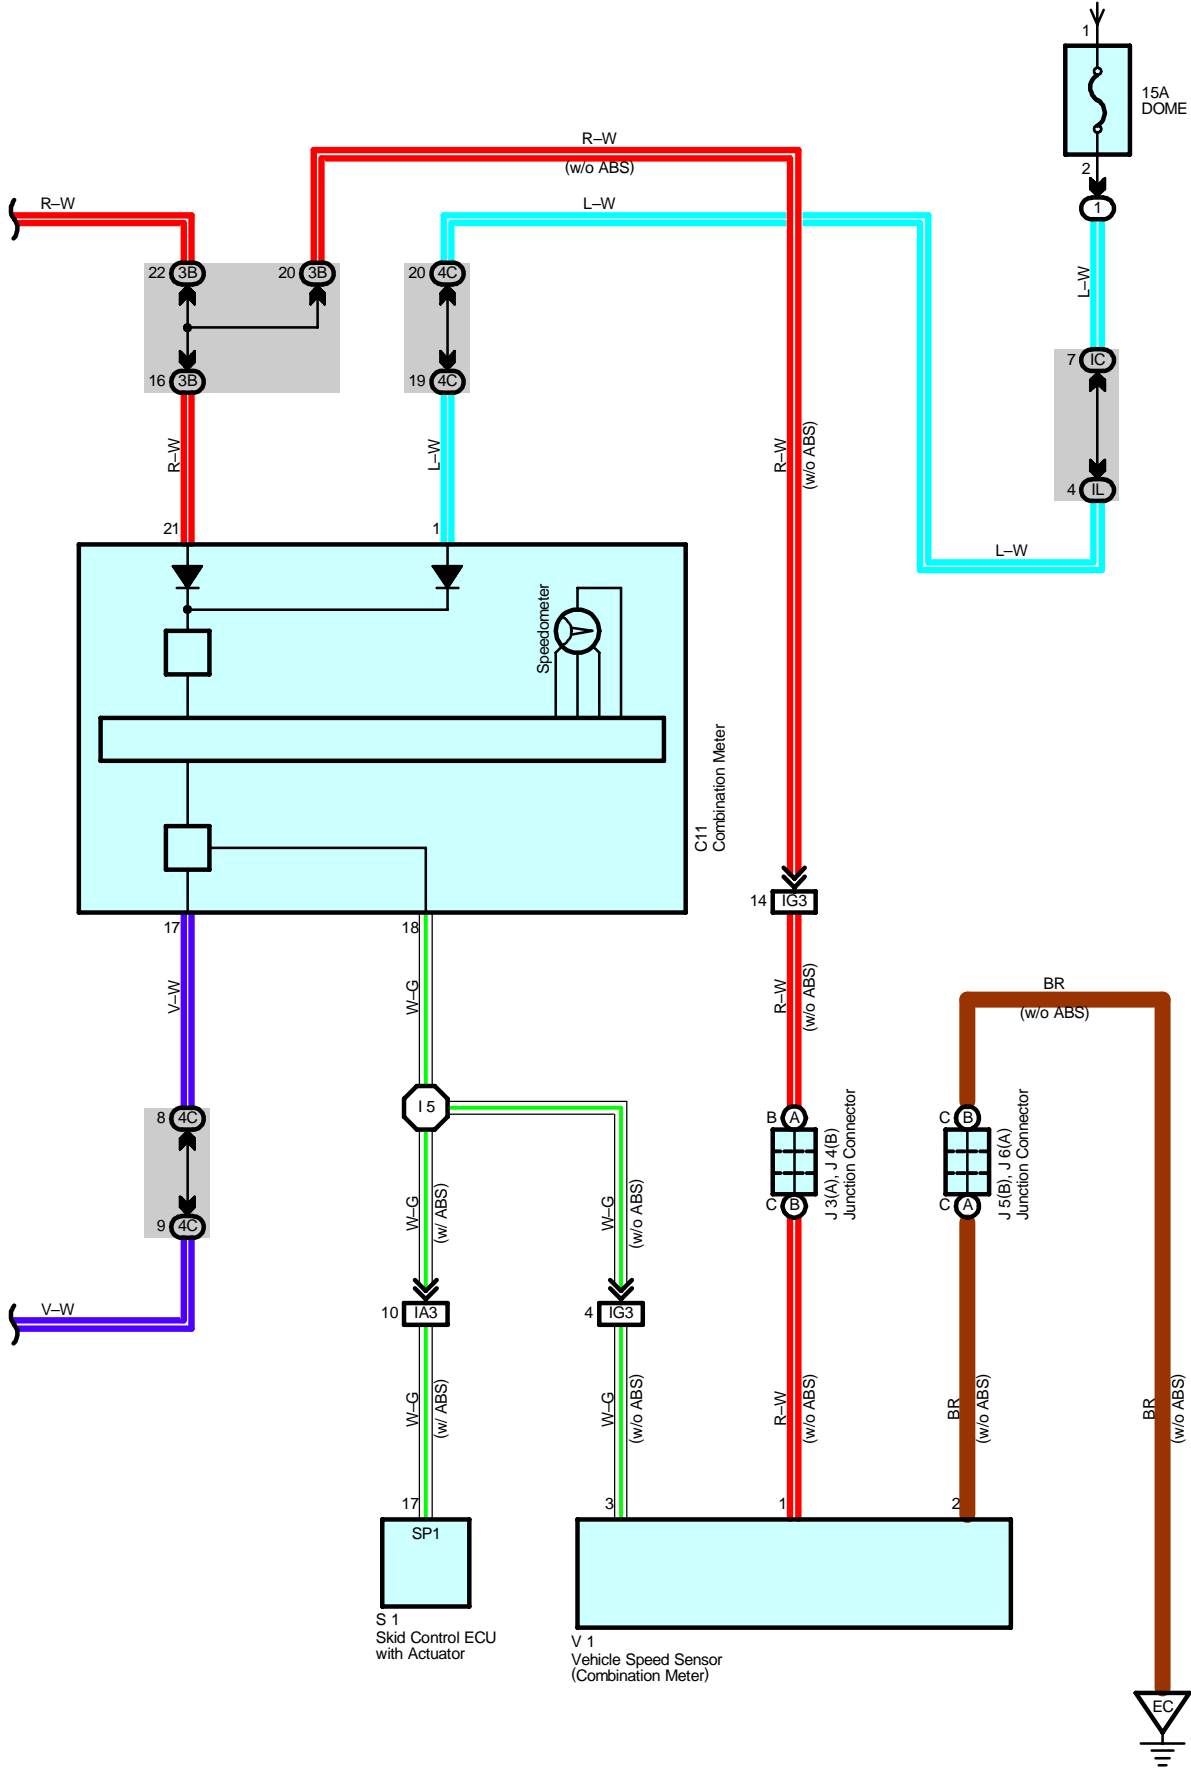 1
15A
DOME
2
1
R–W
(w/o ABS)
R–W
L–W
22 3B
20 3B
20 4C
L–W
16 3B
19 4C
7 IC
4 IL
R–W
L–W
R–W
(w/o ABS)
L–W
21
1
Speedometer
C11
Combination Meter
14 IG3
17
18
V–W
W–G
R–W
(w/o ABS)
BR
(w/o ABS)
8 4C
I 5
B A
C B
J 3(A), J 4(B)
Junction Connector
C B
C A
J 5(B), J 6(A)
Junction Connector
9 4C
W–G
(w/ ABS)
W–G
(w/o ABS)
V–W
10 IA3
4 IG3
W–G
(w/ ABS)
W–G
(w/o ABS)
R–W
(w/o ABS)
BR
(w/o ABS)
BR
(w/o ABS)
17
3
1
2
SP1
S 1
Skid Control ECU
with Actuator
V 1
Vehicle Speed Sensor
(Combination Meter)
EC